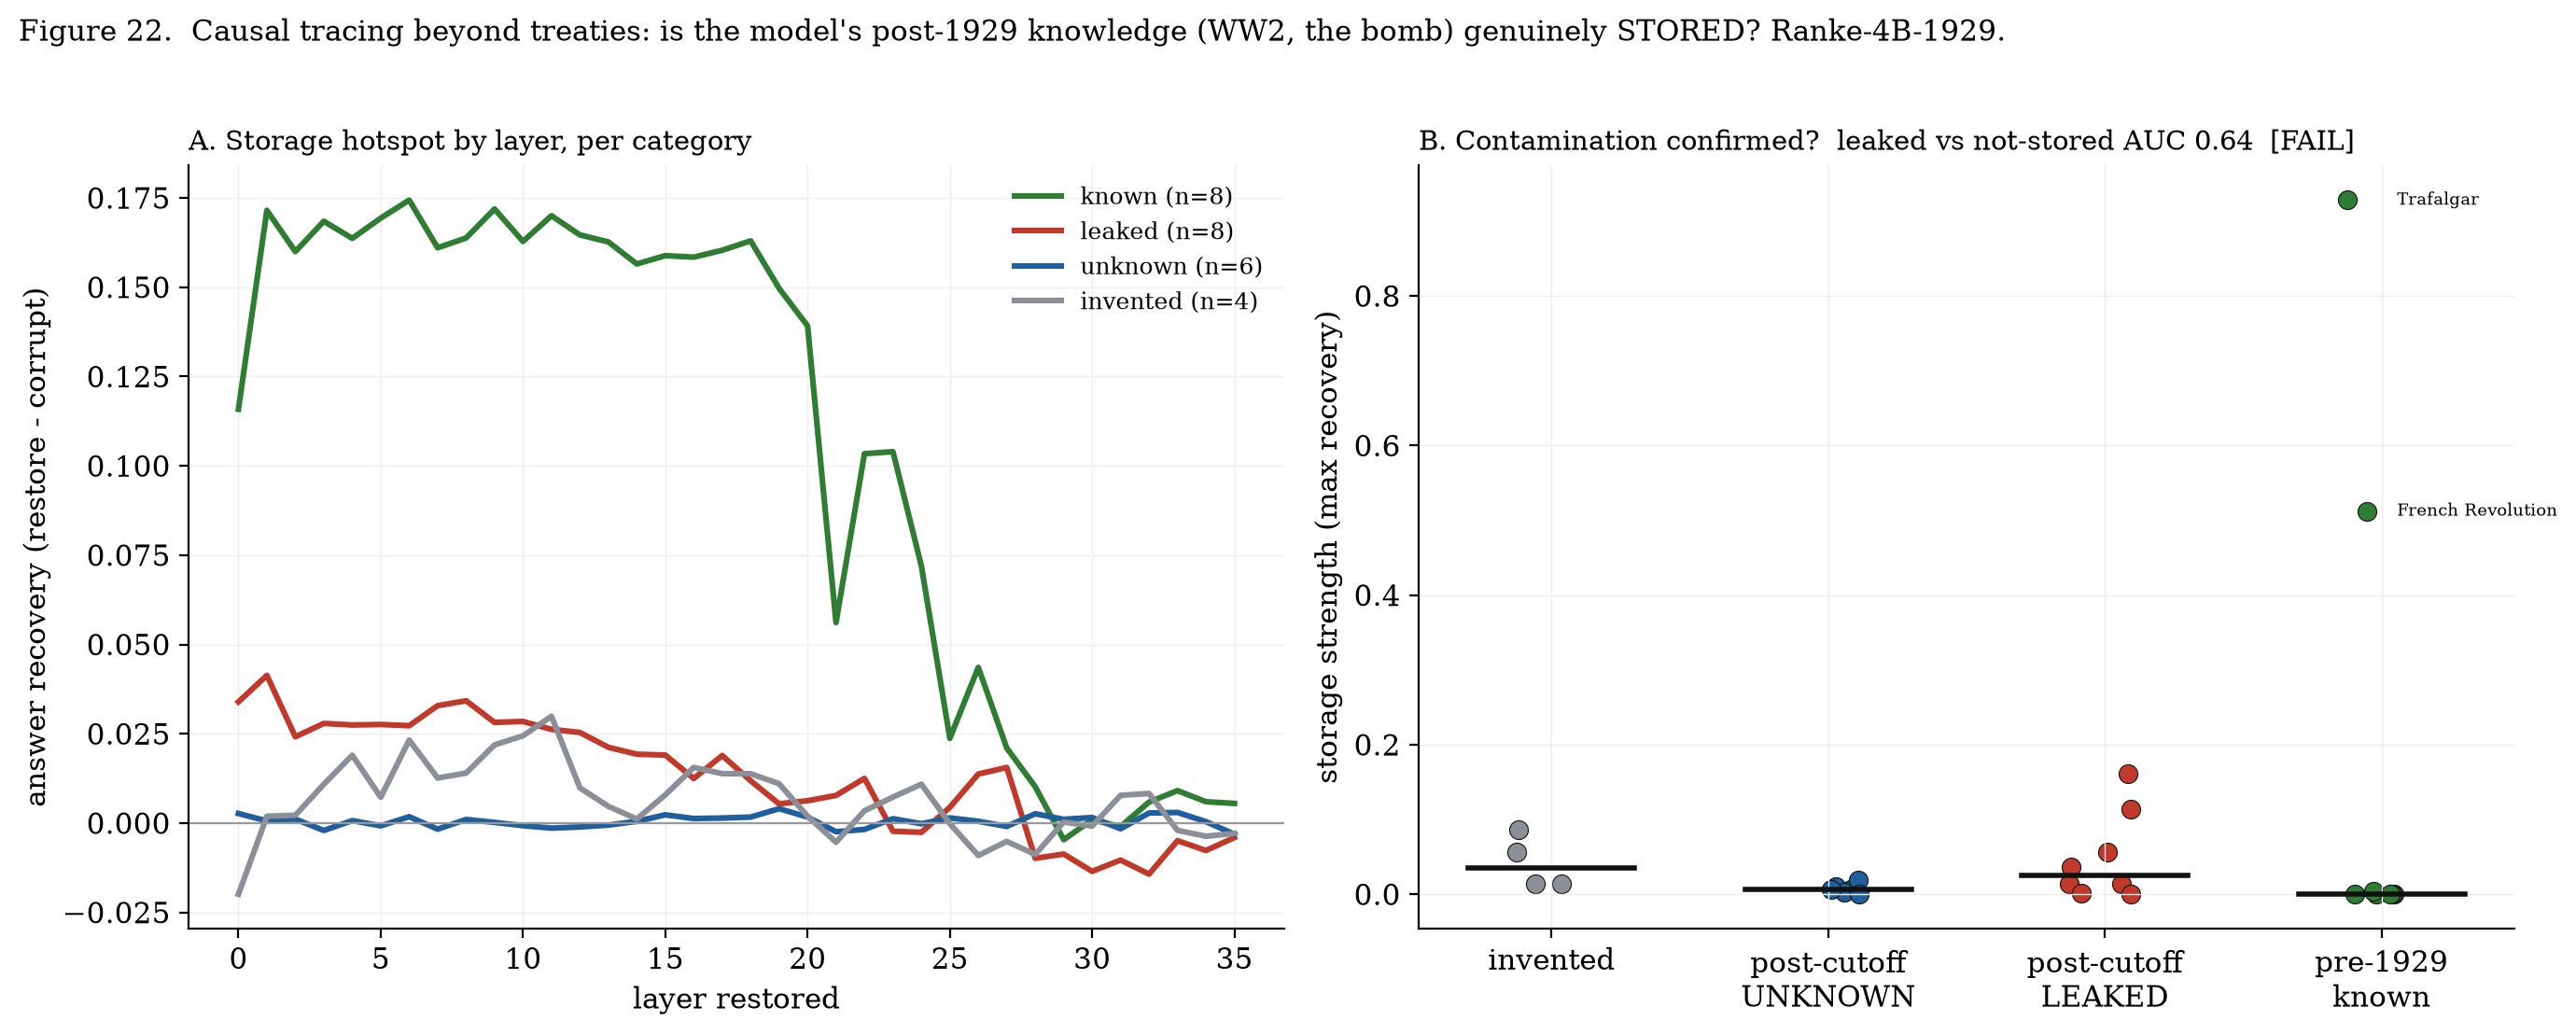 Figure 22.  Causal tracing beyond treaties: is the model's post-1929 knowledge (WW2, the bomb) genuinely STORED? Ranke-4B-1929.
A. Storage hotspot by layer, per category
answer recovery (restore - corrupt)
0.175
0.150
0.125
0.100
0.075
0.050
0.025
0.000
−0.025
known (n=8)
leaked (n=8)
unknown (n=6)
invented (n=4)
0 5 10 15 20 25 30 35
layer restored
B. Contamination confirmed?  leaked vs not-stored AUC 0.64  [FAIL]
storage strength (max recovery)
0.8
0.6
0.4
0.2
0.0
Trafalgar
French Revolution
invented
post-cutoff
UNKNOWN
post-cutoff
LEAKED
pre-1929
known